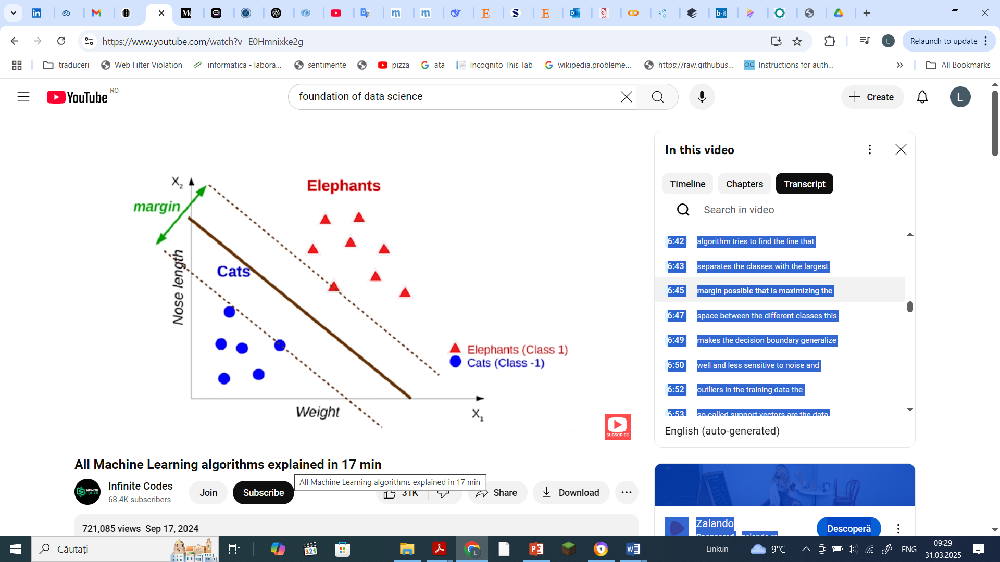 https://www.youtube.com/watch?v=E0Hmnixke2g
Relaunch to update
traduceri
Web Filter Violation
informatica - labora...
sentimente
pizza
ata
Incognito This Tab
wikipedia.probleme...
https://raw.githubus...
OC
Instructions for auth...
All Bookmarks
YouTube RO
foundation of data science
Create
L
In this video
Timeline
Chapters
Transcript
Search in video
6:42 algorithm tries to find the line that
6:43 separates the classes with the largest
6:45 margin possible that is maximizing the
6:47 space between the different classes this
6:49 makes the decision boundary generalize
6:50 well and less sensitive to noise and
6:52 outliers in the training data the
6:53 so-called support vectors are the data
English (auto-generated)
X2
Elephants
margin
Nose length
Cats
Elephants (Class 1)
Cats (Class -1)
Weight
X1
SUBSCRIBE
All Machine Learning algorithms explained in 17 min
Infinite Codes
68.4K subscribers
Join
Subscribe
All Machine Learning algorithms explained in 17 min
31K
Share
Download
721,085 views Sep 17, 2024
Zalando
Descoperă
Căutați
Linkuri
9°C
ENG
09:29
31.03.2025